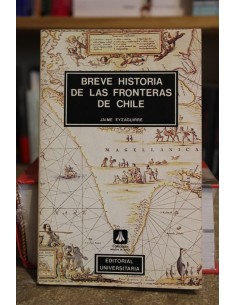 BREVE HISTORIA
DE LAS FRONTERAS
DE CHILE
JAIME EYZAGUIRRE
MAGELLANICA
EDITORIAL
UNIVERSITARIA